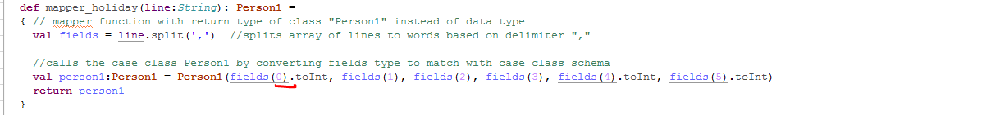 def mapper_holiday(line:String): Person1 =
{ // mapper function with return type of class "Person1" instead of data type
val fields = line.split(',') //splits array of lines to words based on delimiter ","
//calls the case class Person1 by converting fields type to match with case class schema
val person1:Person1 = Person1(fields(0).toInt, fields(1), fields(2), fields(3), fields(4).toInt, fields(5).toInt)
return person1
}